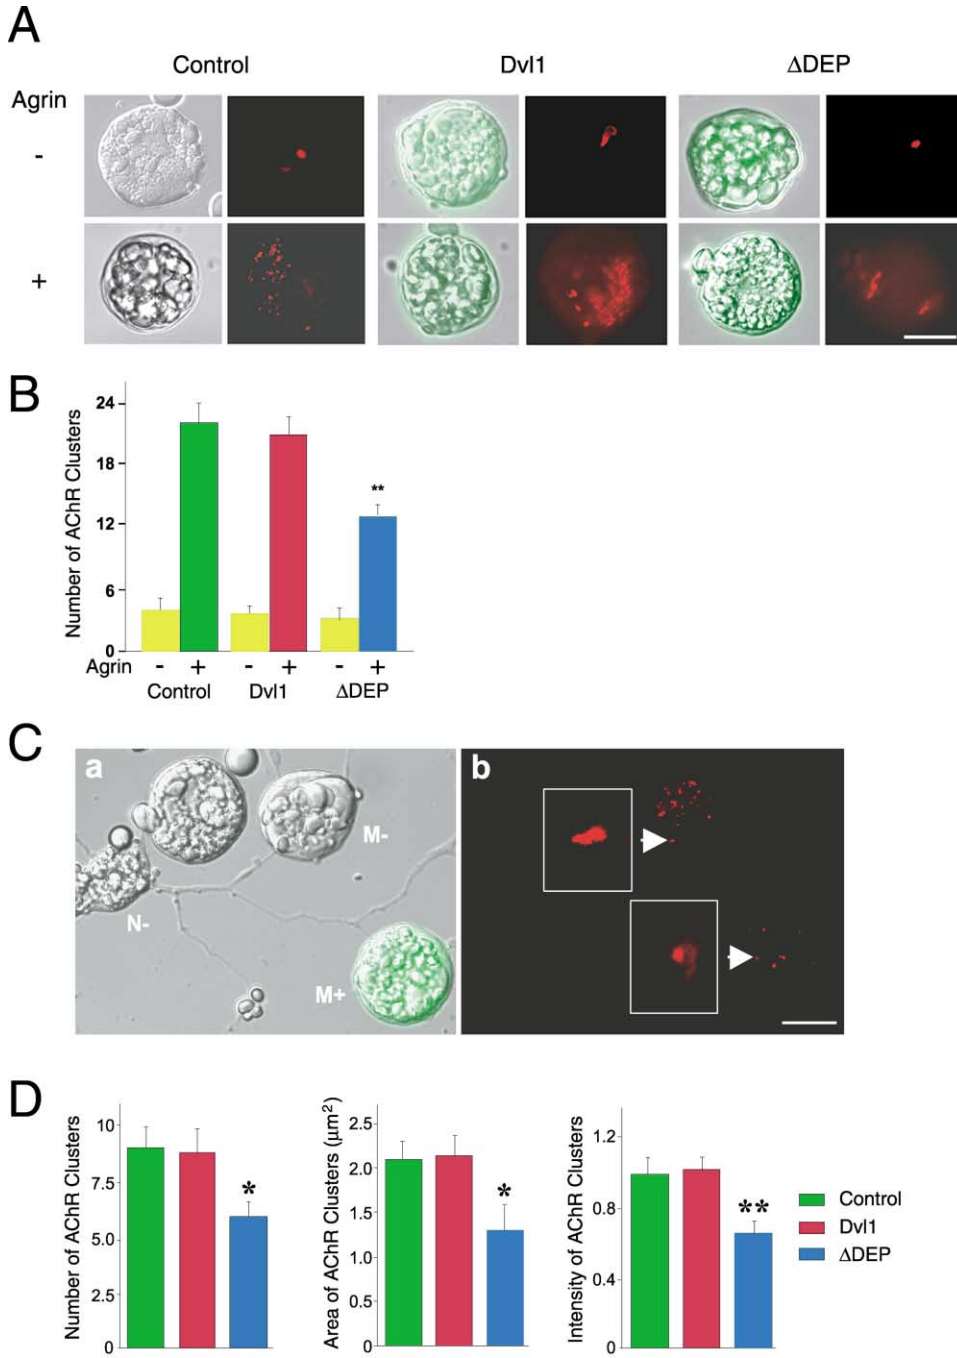 A
Control Dvl1 ΔDEP
Agrin
-
+
B
Number of AChR Clusters
24
18
12
6
0
**
Agrin - + - + - +
Control Dvl1 ΔDEP
C
a
M-
N-
M+
b
D
Number of AChR Clusters
10
7.5
5.0
2.5
0
*
Area of AChR Clusters (μm²)
2.5
2.0
1.5
1.0
0.5
0
*
Intensity of AChR Clusters
1.2
0.8
0.4
0
**
Control
Dvl1
ΔDEP